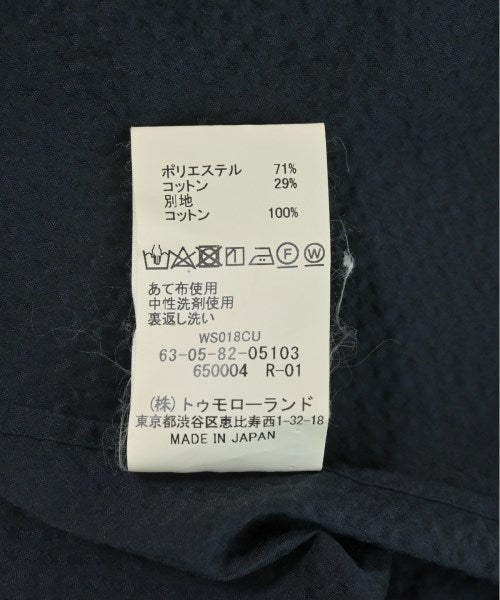 ポリエステル 71%
コットン 29%
別地
コットン 100%
F W
あて布使用
中性洗剤使用
裏返し洗い
WS018CU
63-05-82-05103
650004 R-01
(株)トゥモローランド
東京都渋谷区恵比寿西1-32-18
MADE IN JAPAN